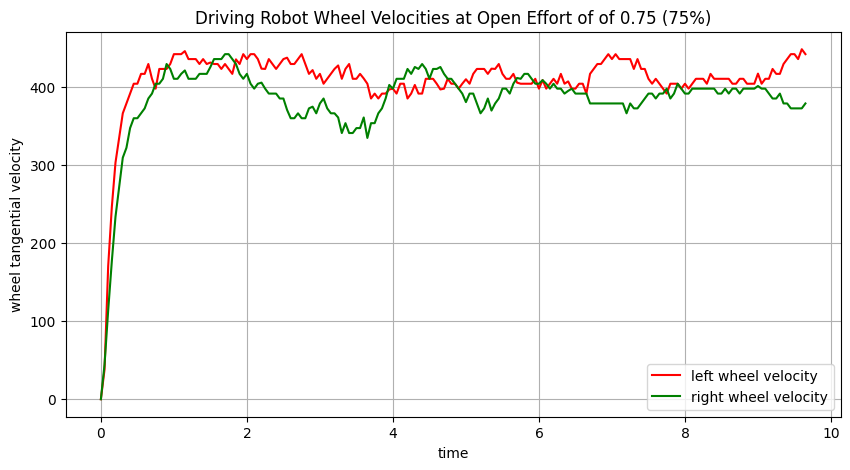 Driving Robot Wheel Velocities at Open Effort of of 0.75 (75%)
wheel tangential velocity
400
300
200
100
0
0 2 4 6 8 10
time
left wheel velocity
right wheel velocity